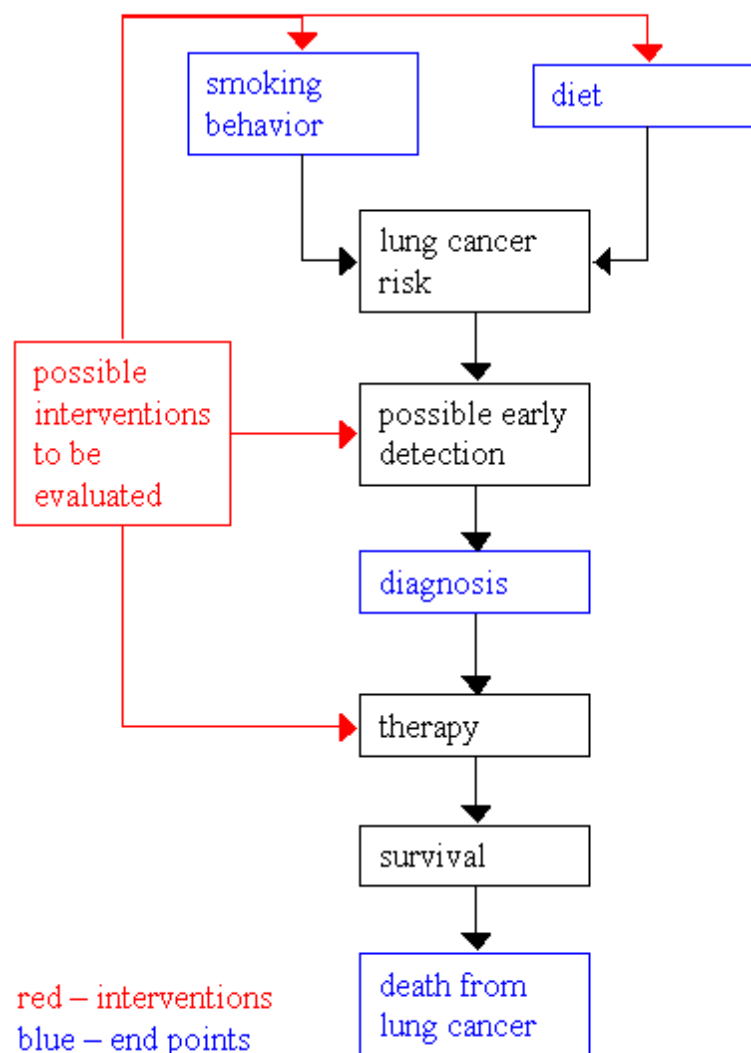 smoking
behavior
diet
lung cancer
risk
possible
interventions
to be
evaluated
possible early
detection
diagnosis
therapy
survival
death from
lung cancer
red – interventions
blue – end points